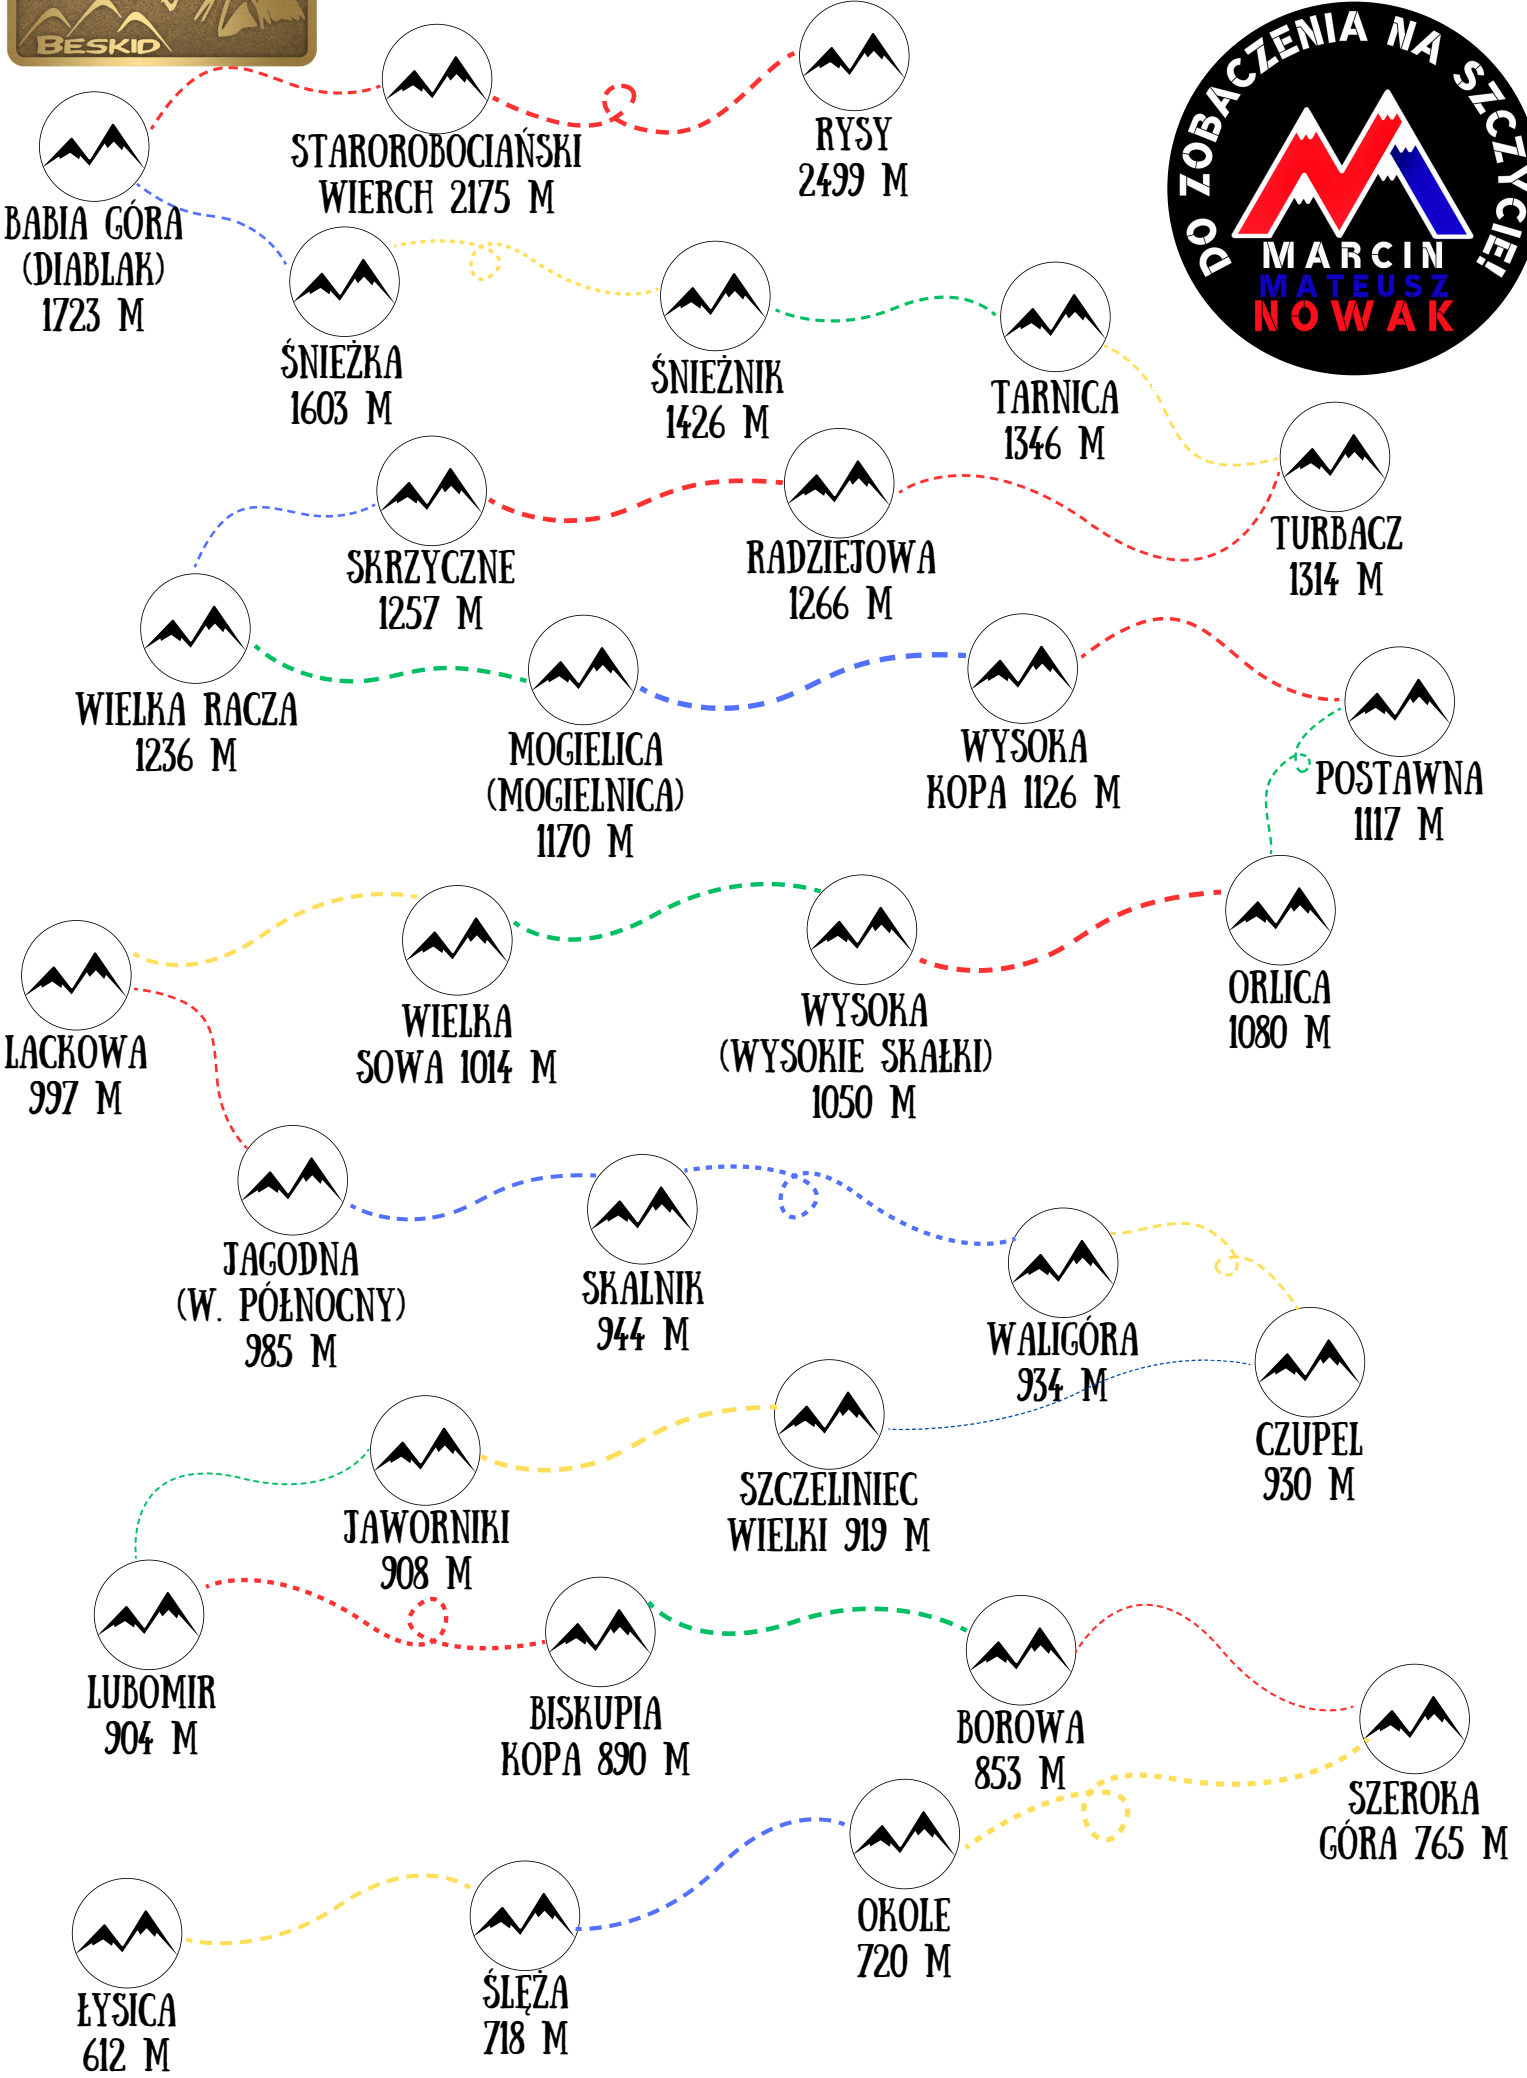 BESKID
DO ZOBACZENIA NA SZCZYCIE!
MARCIN
MATEUSZ
NOWAK
RYSY
2499 M
STAROROBOCIAŃSKI
WIERCH 2175 M
BABIA GÓRA
(DIABLAK)
1723 M
ŚNIEŻKA
1603 M
ŚNIEŻNIK
1426 M
TARNICA
1346 M
TURBACZ
1314 M
RADZIEJOWA
1266 M
SKRZYCZNE
1257 M
WIELKA RACZA
1236 M
MOGIELICA
(MOGIELNICA)
1170 M
WYSOKA
KOPA 1126 M
POSTAWNA
1117 M
ORLICA
1080 M
WYSOKA
(WYSOKIE SKAŁKI)
1050 M
WIELKA
SOWA 1014 M
LACKOWA
997 M
JAGODNA
(W. PÓŁNOCNY)
985 M
SKALNIK
944 M
WALIGÓRA
934 M
CZUPEL
930 M
SZCZELINIEC
WIELKI 919 M
JAWORNIKI
908 M
LUBOMIR
904 M
BISKUPIA
KOPA 890 M
BOROWA
853 M
SZEROKA
GÓRA 765 M
OKOLE
720 M
ŚLĘŻA
718 M
ŁYSICA
612 M